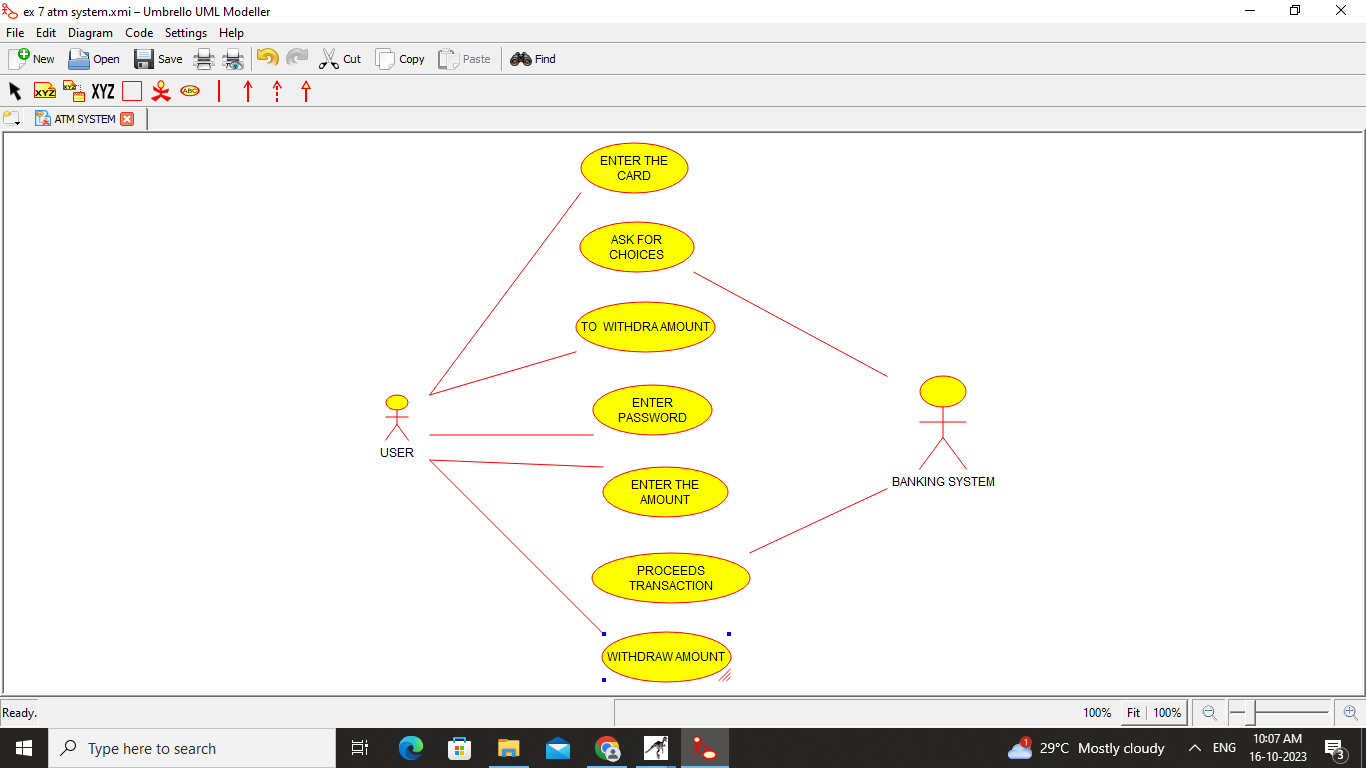 ex 7 atm system.xmi – Umbrello UML Modeller
File Edit Diagram Code Settings Help
New Open Save Cut Copy Paste Find
XYZ XYZ XYZ ABC
ATM SYSTEM
ENTER THE
CARD
ASK FOR
CHOICES
TO WITHDRA AMOUNT
ENTER
PASSWORD
USER
ENTER THE
AMOUNT
BANKING SYSTEM
PROCEEDS
TRANSACTION
WITHDRAW AMOUNT
Ready.
100% Fit 100%
Type here to search
1
29°C Mostly cloudy
ENG
10:07 AM
16-10-2023
3